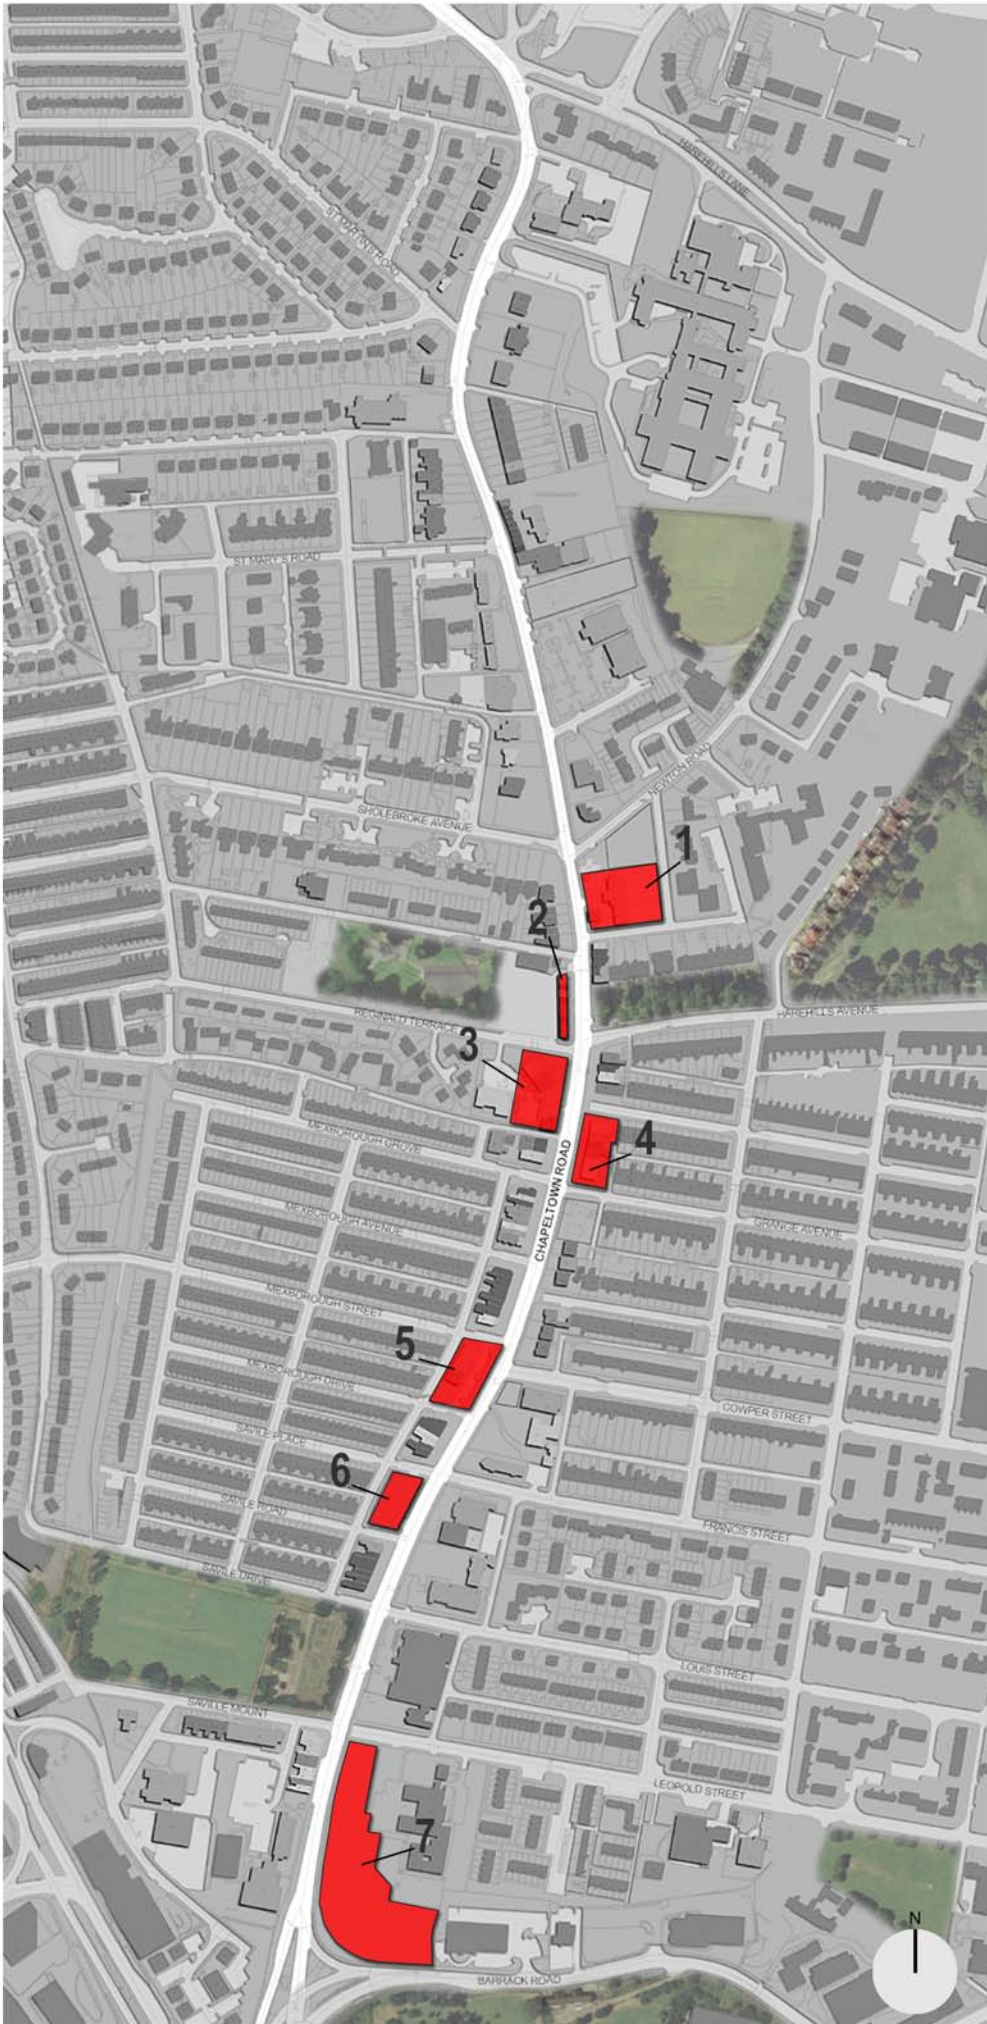 HAREHILLS LANE
ST. MARTIN'S ROAD
ST MARY'S ROAD
NEWTON ROAD
SHOLEBROKE AVENUE
1
2
REGINALD TERRACE
HAREHILLS AVENUE
3
MEXBOROUGH GROVE
4
CHAPELTOWN ROAD
MEXBOROUGH AVENUE
GRANGE AVENUE
MEXBOROUGH STREET
5
MEXBOROUGH DRIVE
COWPER STREET
SAVILE PLACE
6
SAVILE ROAD
FRANCIS STREET
SAVILE DRIVE
LOUIS STREET
SAVILLE MOUNT
LEOPOLD STREET
7
N
BARRACK ROAD